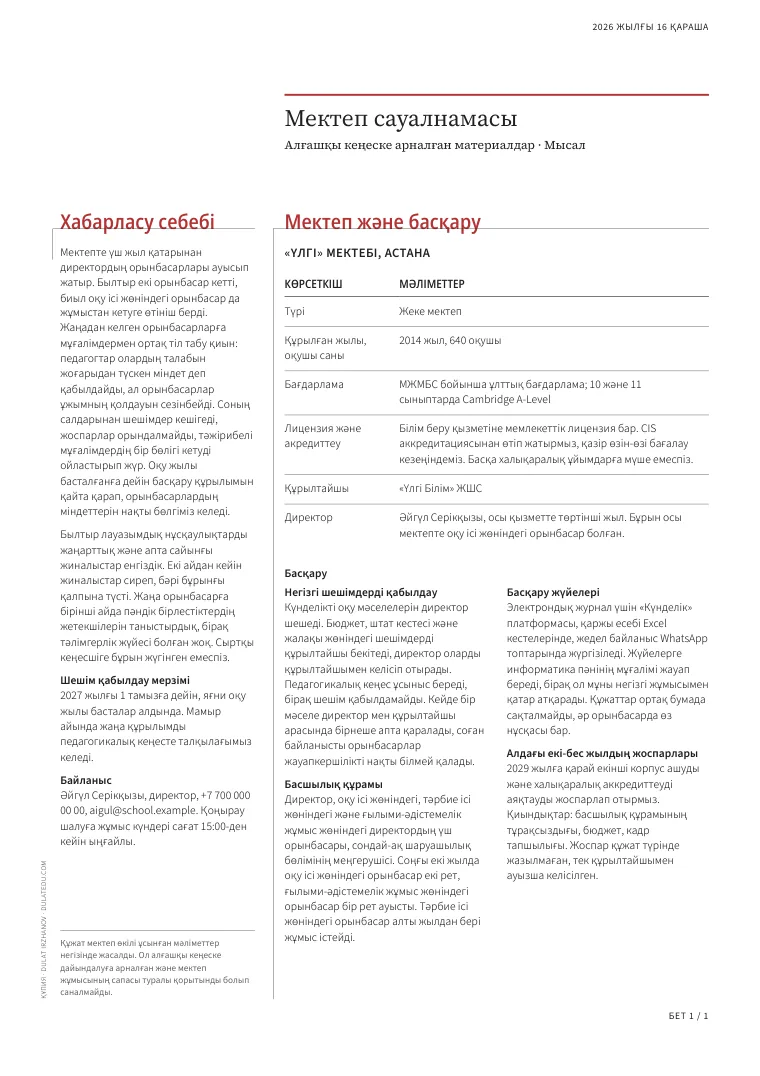 2026 ЖЫЛҒЫ 16 ҚАРАША
Мектеп сауалнамасы
Алғашқы кеңеске арналған материалдар · Мысал
Хабарласу себебі
Мектепте үш жыл қатарынан
директордың орынбасарлары ауысып
жатыр. Былтыр екі орынбасар кетті,
биыл оқу ісі жөніндегі орынбасар да
жұмыстан кетуге өтініш берді.
Жаңадан келген орынбасарларға
мұғалімдермен ортақ тіл табу қиын:
педагогтар олардың талабын
жоғарыдан түскен міндет деп
қабылдайды, ал орынбасарлар
ұжымның қолдауын сезінбейді. Соның
салдарынан шешімдер кешігеді,
жоспарлар орындалмайды, тәжірибелі
мұғалімдердің бір бөлігі кетуді
ойластырып жүр. Оқу жылы
басталғанға дейін басқару құрылымын
қайта қарап, орынбасарлардың
міндеттерін нақты бөлгіміз келеді.
Былтыр лауазымдық нұсқаулықтарды
жаңарттық және апта сайынғы
жиналыстар енгіздік. Екі айдан кейін
жиналыстар сиреп, бәрі бұрынғы
қалпына түсті. Жаңа орынбасарға
бірінші айда пәндік бірлестіктердің
жетекшілерін таныстырдық, бірақ
тәлімгерлік жүйесі болған жоқ. Сыртқы
кеңесшіге бұрын жүгінген емеспіз.
Шешім қабылдау мерзімі
2027 жылғы 1 тамызға дейін, яғни оқу
жылы басталар алдында. Мамыр
айында жаңа құрылымды
педагогикалық кеңесте талқылағымыз
келеді.
Байланыс
Әйгүл Серікқызы, директор, +7 700 000
00 00, aigul@school.example. Қоңырау
шалуға жұмыс күндері сағат 15:00-ден
кейін ыңғайлы.
Құжат мектеп өкілі ұсынған мәліметтер
негізінде жасалды. Ол алғашқы кеңеске
дайындалуға арналған және мектеп
жұмысының сапасы туралы қорытынды болып
саналмайды.
ҚҰПИЯ · DULAT IRZHANOV · DULATEDU.COM
Мектеп және басқару
«ҮЛГІ» МЕКТЕБІ, АСТАНА
КӨРСЕТКІШ МӘЛІМЕТТЕР
Түрі Жеке мектеп
Құрылған жылы, 2014 жыл, 640 оқушы
оқушы саны
Бағдарлама МЖМБС бойынша ұлттық бағдарлама; 10 және 11
сыныптарда Cambridge A-Level
Лицензия және Білім беру қызметіне мемлекеттік лицензия бар. CIS
акредиттеу аккредитациясынан өтіп жатырмыз, қазір өзін-өзі бағалау
кезеңіндеміз. Басқа халықаралық ұйымдарға мүше емеспіз.
Құрылтайшы «Үлгі Білім» ЖШС
Директор Әйгүл Серікқызы, осы қызметте төртінші жыл. Бұрын осы
мектепте оқу ісі жөніндегі орынбасар болған.
Басқару
Негізгі шешімдерді қабылдау
Күнделікті оқу мәселелерін директор
шешеді. Бюджет, штат кестесі және
жалақы жөніндегі шешімдерді
құрылтайшы бекітеді, директор оларды
құрылтайшымен келісіп отырады.
Педагогикалық кеңес ұсыныс береді,
бірақ шешім қабылдамайды. Кейде бір
мәселе директор мен құрылтайшы
арасында бірнеше апта қаралады, соған
байланысты орынбасарлар
жауапкершілікті нақты білмей қалады.
Басшылық құрамы
Директор, оқу ісі жөніндегі, тәрбие ісі
жөніндегі және ғылыми-әдістемелік
жұмыс жөніндегі директордың үш
орынбасары, сондай-ақ шаруашылық
бөлімінің меңгерушісі. Соңғы екі жылда
оқу ісі жөніндегі орынбасар екі рет,
ғылыми-әдістемелік жұмыс жөніндегі
орынбасар бір рет ауысты. Тәрбие ісі
жөніндегі орынбасар алты жылдан бері
жұмыс істейді.
Басқару жүйелері
Электрондық журнал үшін «Күнделік»
платформасы, қаржы есебі Excel
кестелерінде, жедел байланыс WhatsApp
топтарында жүргізіледі. Жүйелерге
информатика пәнінің мұғалімі жауап
береді, бірақ ол мұны негізгі жұмысымен
қатар атқарады. Құжаттар ортақ бумада
сақталмайды, әр орынбасарда өз
нұсқасы бар.
Алдағы екі-бес жылдың жоспарлары
2029 жылға қарай екінші корпус ашуды
және халықаралық аккредиттеуді
аяқтауды жоспарлап отырмыз.
Қиындықтар: басшылық құрамының
тұрақсыздығы, бюджет, кадр
тапшылығы. Жоспар құжат түрінде
жазылмаған, тек құрылтайшымен
ауызша келісілген.
БЕТ 1 / 1